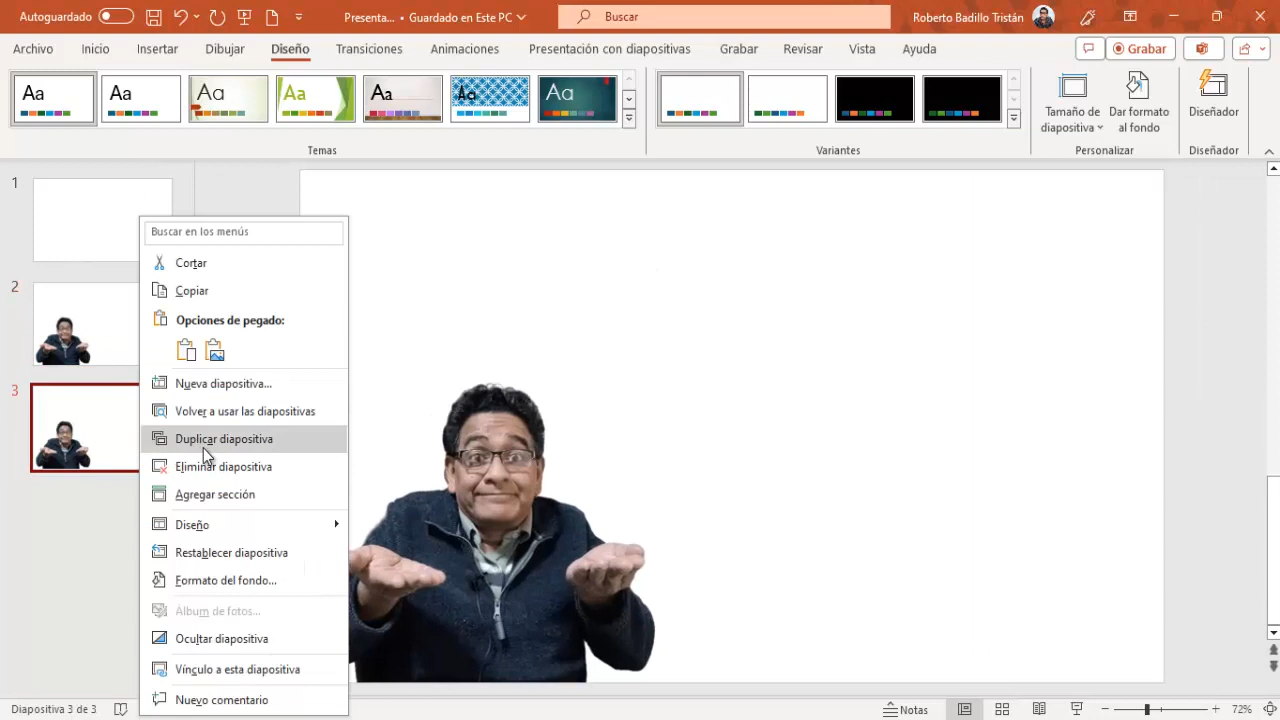 Autoguardado
Presenta... • Guardado en Este PC
Buscar
Roberto Badillo Tristán
Archivo
Inicio
Insertar
Dibujar
Diseño
Transiciones
Animaciones
Presentación con diapositivas
Grabar
Revisar
Vista
Ayuda
Grabar
Aa
Aa
Aa
Aa
Aa
Aa
Aa
Tamaño de diapositiva
Dar formato al fondo
Diseñador
Temas
Variantes
Personalizar
Diseñador
1
2
3
Buscar en los menús
Cortar
Copiar
Opciones de pegado:
Nueva diapositiva...
Volver a usar las diapositivas
Duplicar diapositiva
Eliminar diapositiva
Agregar sección
Diseño
Restablecer diapositiva
Formato del fondo...
Álbum de fotos...
Ocultar diapositiva
Vínculo a esta diapositiva
Nuevo comentario
Diapositiva 3 de 3
Notas
72%